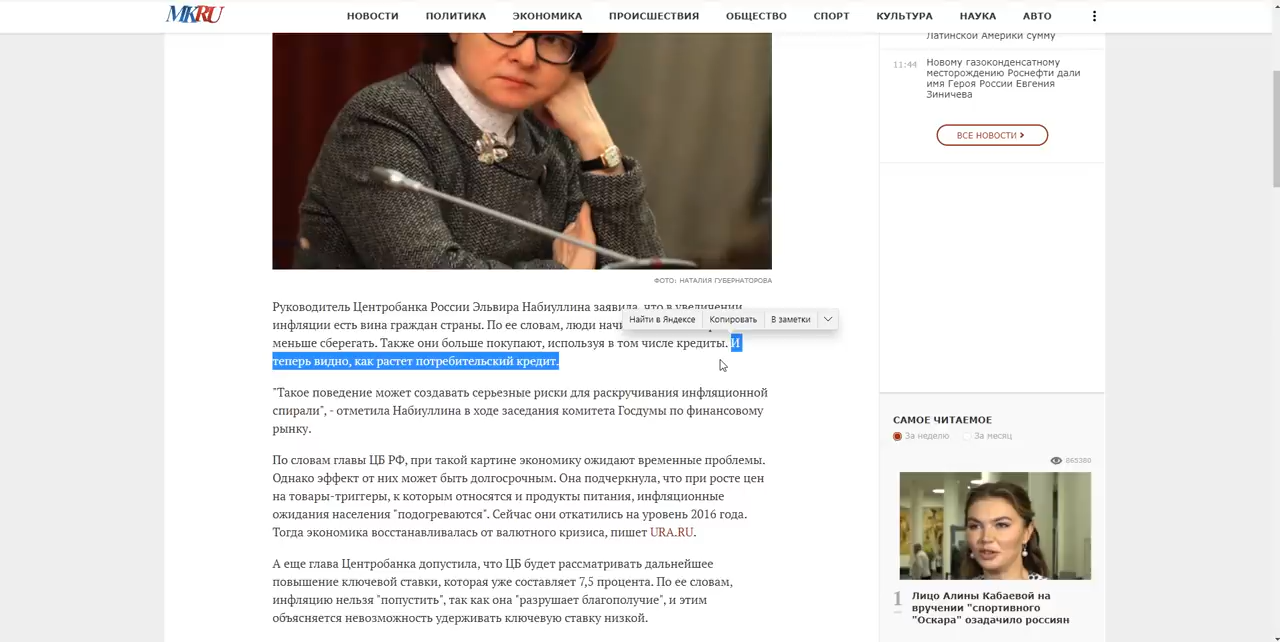 MKRU
НОВОСТИ ПОЛИТИКА ЭКОНОМИКА ПРОИСШЕСТВИЯ ОБЩЕСТВО СПОРТ КУЛЬТУРА НАУКА АВТО
Латинской Америки сумму
11:44 Новому газоконденсатному
месторождению Роснефти дали
имя Героя России Евгения
Зиничева
ВСЕ НОВОСТИ >
ФОТО: НАТАЛИЯ ГУБЕРНАТОРОВА
Руководитель Центробанка России Эльвира Набиуллина заявила, что в увеличении
Найти в Яндексе Копировать В заметки
инфляции есть вина граждан страны. По ее словам, люди
меньше сберегать. Также они больше покупают, используя в том числе кредиты. И
теперь видно, как растет потребительский кредит.
"Такое поведение может создавать серьезные риски для раскручивания инфляционной
спирали", - отметила Набиуллина в ходе заседания комитета Госдумы по финансовому
рынку.
По словам главы ЦБ РФ, при такой картине экономику ожидают временные проблемы.
Однако эффект от них может быть долгосрочным. Она подчеркнула, что при росте цен
на товары-триггеры, к которым относятся и продукты питания, инфляционные
ожидания населения "подогреваются". Сейчас они откатились на уровень 2016 года.
Тогда экономика восстанавливалась от валютного кризиса, пишет URA.RU.
А еще глава Центробанка допустила, что ЦБ будет рассматривать дальнейшее
повышение ключевой ставки, которая уже составляет 7,5 процента. По ее словам,
инфляцию нельзя "попустить", так как она "разрушает благополучие", и этим
объясняется невозможность удерживать ключевую ставку низкой.
САМОЕ ЧИТАЕМОЕ
За неделю За месяц
865380
1 Лицо Алины Кабаевой на
вручении "спортивного
"Оскара" озадачило россиян